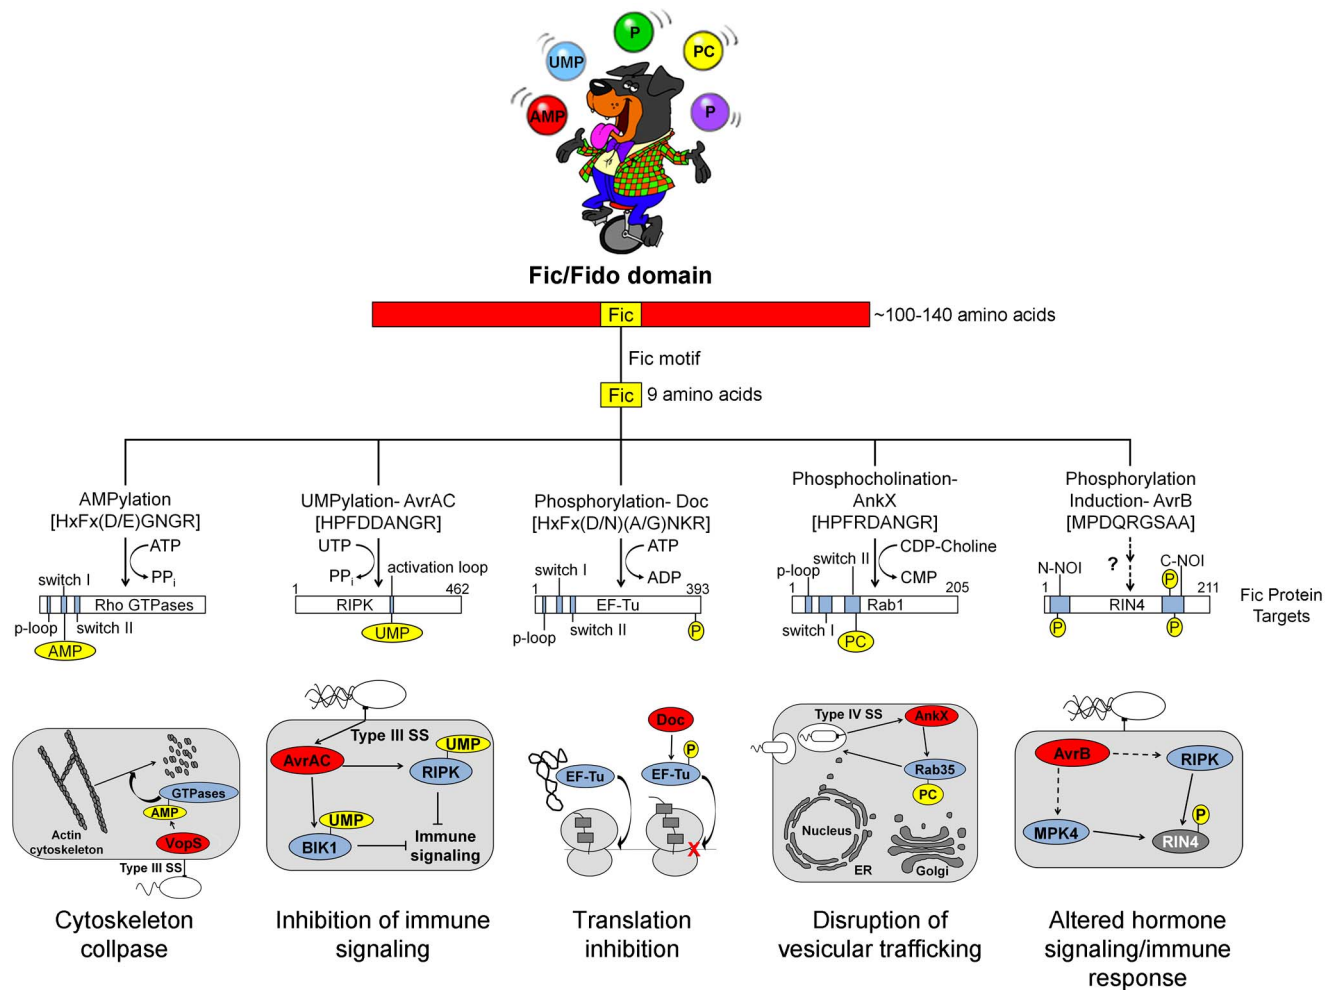 P
UMP
PC
AMP
P
Fic/Fido domain
Fic
~100-140 amino acids
Fic motif
Fic
9 amino acids
AMPylation
[HxFx(D/E)GNGR]
ATP
PPi
switch I
Rho GTPases
p-loop
switch II
AMP
UMPylation- AvrAC
[HPFDDANGR]
UTP
PPi
activation loop
1
462
RIPK
UMP
Phosphorylation- Doc
[HxFx(D/N)(A/G)NKR]
ATP
ADP
switch I
1
393
EF-Tu
p-loop
switch II
P
Phosphocholination-
AnkX
[HPFRDANGR]
CDP-Choline
CMP
switch II
p-loop
1
205
Rab1
switch I
PC
Phosphorylation
Induction- AvrB
[MPDQRGSAA]
?
N-NOI
C-NOI
1
P
211
RIN4
P
P
Fic Protein
Targets
GTPases
AMP
Actin
cytoskeleton
VopS
Type III SS
Cytoskeleton
collpase
Type III SS
AvrAC
UMP
RIPK
UMP
BIK1
Immune
signaling
Inhibition of immune
signaling
Doc
P
EF-Tu
EF-Tu
X
Translation
inhibition
Type IV SS
AnkX
Rab35
PC
Nucleus
ER
Golgi
Disruption of
vesicular trafficking
AvrB
RIPK
P
MPK4
RIN4
Altered hormone
signaling/immune
response